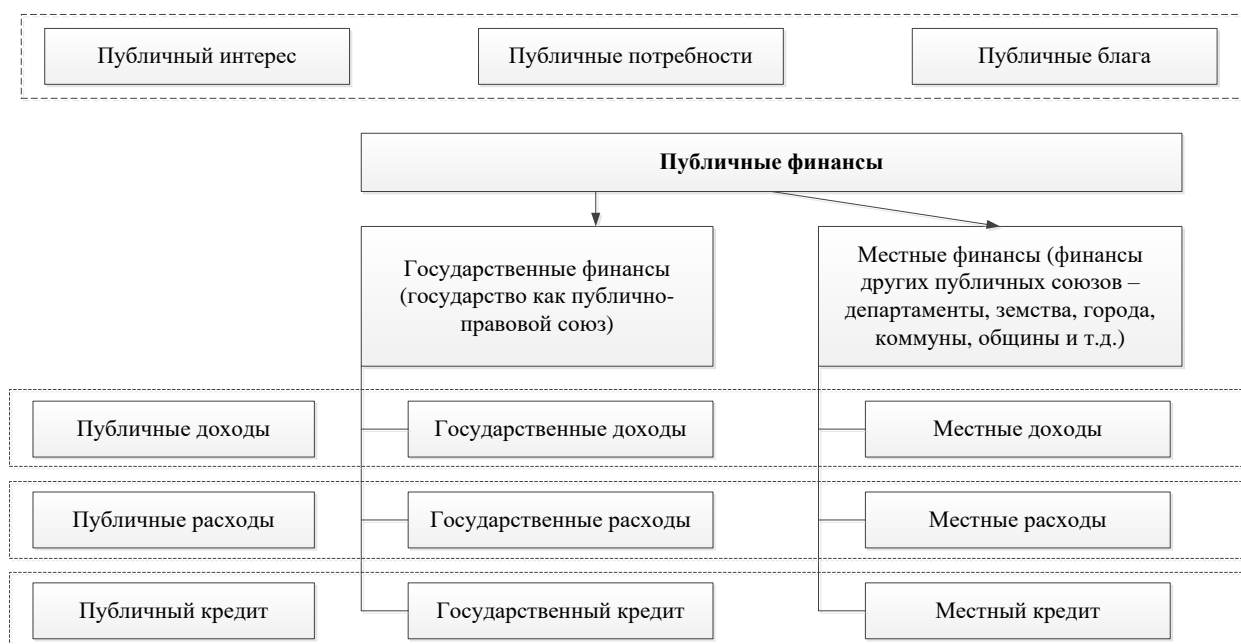 Публичный интерес
Публичные потребности
Публичные блага
Публичные финансы
Государственные финансы
(государство как публично-
правовой союз)
Местные финансы (финансы
других публичных союзов –
департаменты, земства, города,
коммуны, общины и т.д.)
Публичные доходы
Государственные доходы
Местные доходы
Публичные расходы
Государственные расходы
Местные расходы
Публичный кредит
Государственный кредит
Местный кредит